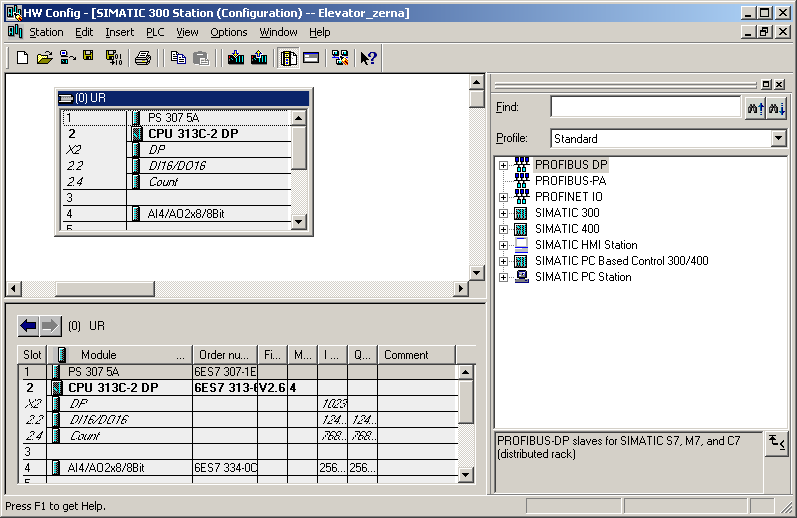 HW Config - [SIMATIC 300 Station (Configuration) -- Elevator_zerna]
Station Edit Insert PLC View Options Window Help
(0) UR
1 PS 307 5A
2 CPU 313C-2 DP
X2 DP
2.2 DI16/DO16
2.4 Count
3
4 AI4/AO2x8/8Bit
5
Find:
Profile: Standard
PROFIBUS DP
PROFIBUS-PA
PROFINET IO
SIMATIC 300
SIMATIC 400
SIMATIC HMI Station
SIMATIC PC Based Control 300/400
SIMATIC PC Station
PROFIBUS-DP slaves for SIMATIC S7, M7, and C7
(distributed rack)
(0) UR
Slot Module ... Order nu... Fi... M... I ... Q... Comment
1 PS 307 5A 6ES7 307-1E
2 CPU 313C-2 DP 6ES7 313-6 V2.6 4
X2 DP 1023
2.2 DI16/DO16 124... 124...
2.4 Count 768... 768...
3
4 AI4/AO2x8/8Bit 6ES7 334-0C 256... 256...
5
Press F1 to get Help.